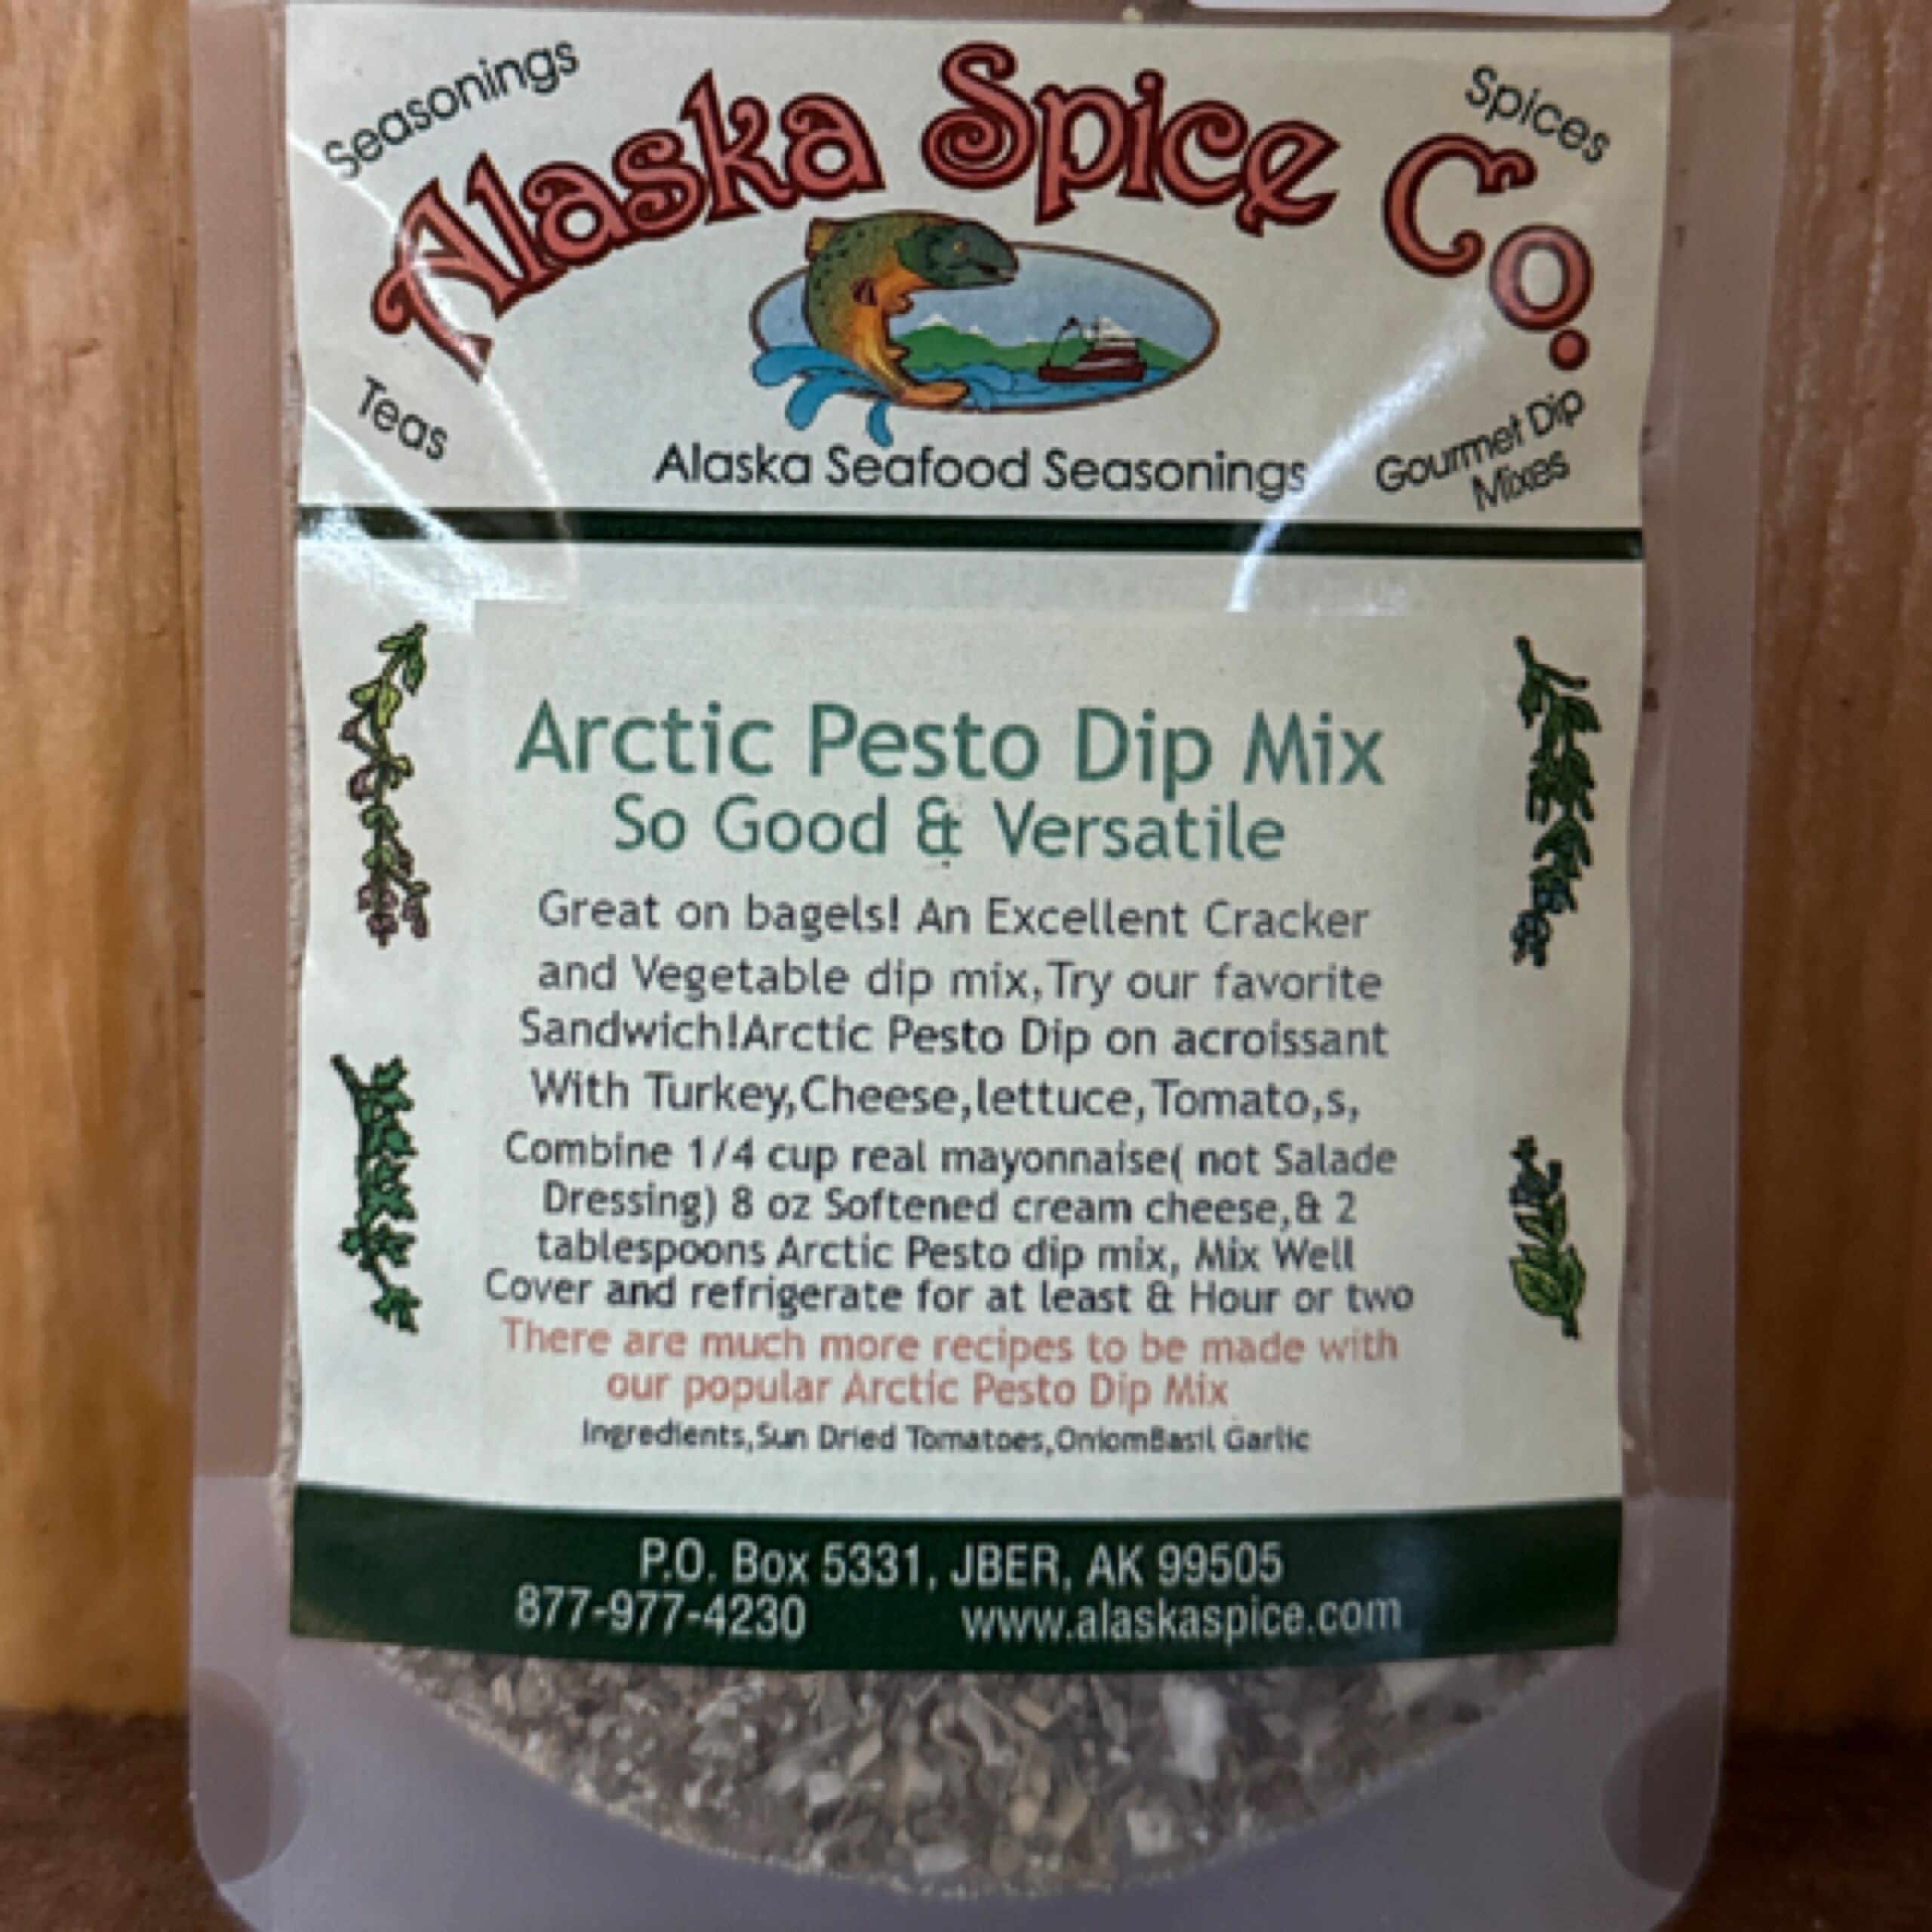 Seasonings
Spices
Alaska Spice Co.
Teas
Gourmet Dip
Mixes
Alaska Seafood Seasonings
Arctic Pesto Dip Mix
So Good & Versatile
Great on bagels! An Excellent Cracker
and Vegetable dip mix,Try our favorite
Sandwich!Arctic Pesto Dip on acroissant
With Turkey,Cheese,lettuce,Tomato,s,
Combine 1/4 cup real mayonnaise( not Salade
Dressing) 8 oz Softened cream cheese,& 2
tablespoons Arctic Pesto dip mix, Mix Well
Cover and refrigerate for at least & Hour or two
There are much more recipes to be made with
our popular Arctic Pesto Dip Mix
Ingredients,Sun Dried Tomatoes,OniomBasil Garlic
P.O. Box 5331, JBER, AK 99505
877-977-4230 www.alaskaspice.com